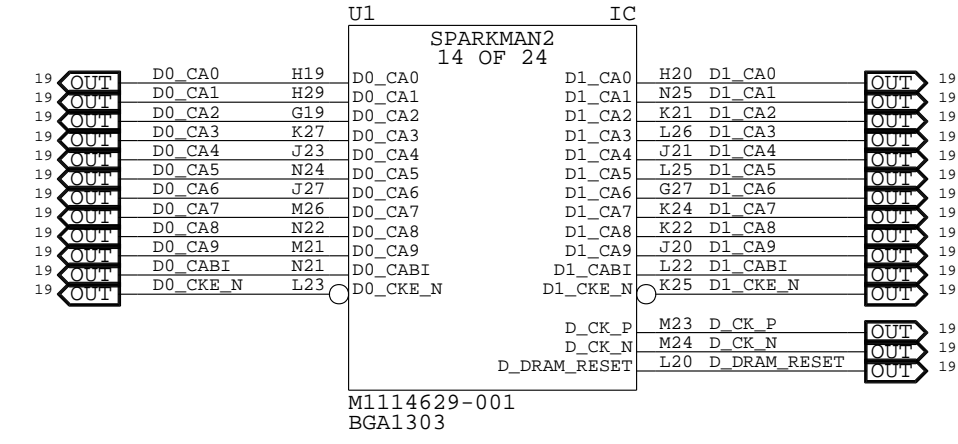 U1 IC
SPARKMAN2
14 OF 24
19 OUT D0_CA0 H19 D0_CA0 D1_CA0 H20 D1_CA0 OUT 19
19 OUT D0_CA1 H29 D0_CA1 D1_CA1 N25 D1_CA1 OUT 19
19 OUT D0_CA2 G19 D0_CA2 D1_CA2 K21 D1_CA2 OUT 19
19 OUT D0_CA3 K27 D0_CA3 D1_CA3 L26 D1_CA3 OUT 19
19 OUT D0_CA4 J23 D0_CA4 D1_CA4 J21 D1_CA4 OUT 19
19 OUT D0_CA5 N24 D0_CA5 D1_CA5 L25 D1_CA5 OUT 19
19 OUT D0_CA6 J27 D0_CA6 D1_CA6 G27 D1_CA6 OUT 19
19 OUT D0_CA7 M26 D0_CA7 D1_CA7 K24 D1_CA7 OUT 19
19 OUT D0_CA8 N22 D0_CA8 D1_CA8 K22 D1_CA8 OUT 19
19 OUT D0_CA9 M21 D0_CA9 D1_CA9 J20 D1_CA9 OUT 19
19 OUT D0_CABI N21 D0_CABI D1_CABI L22 D1_CABI OUT 19
19 OUT D0_CKE_N L23 D0_CKE_N D1_CKE_N K25 D1_CKE_N OUT 19
D_CK_P M23 D_CK_P OUT 19
D_CK_N M24 D_CK_N OUT 19
D_DRAM_RESET L20 D_DRAM_RESET OUT 19
M1114629-001
BGA1303